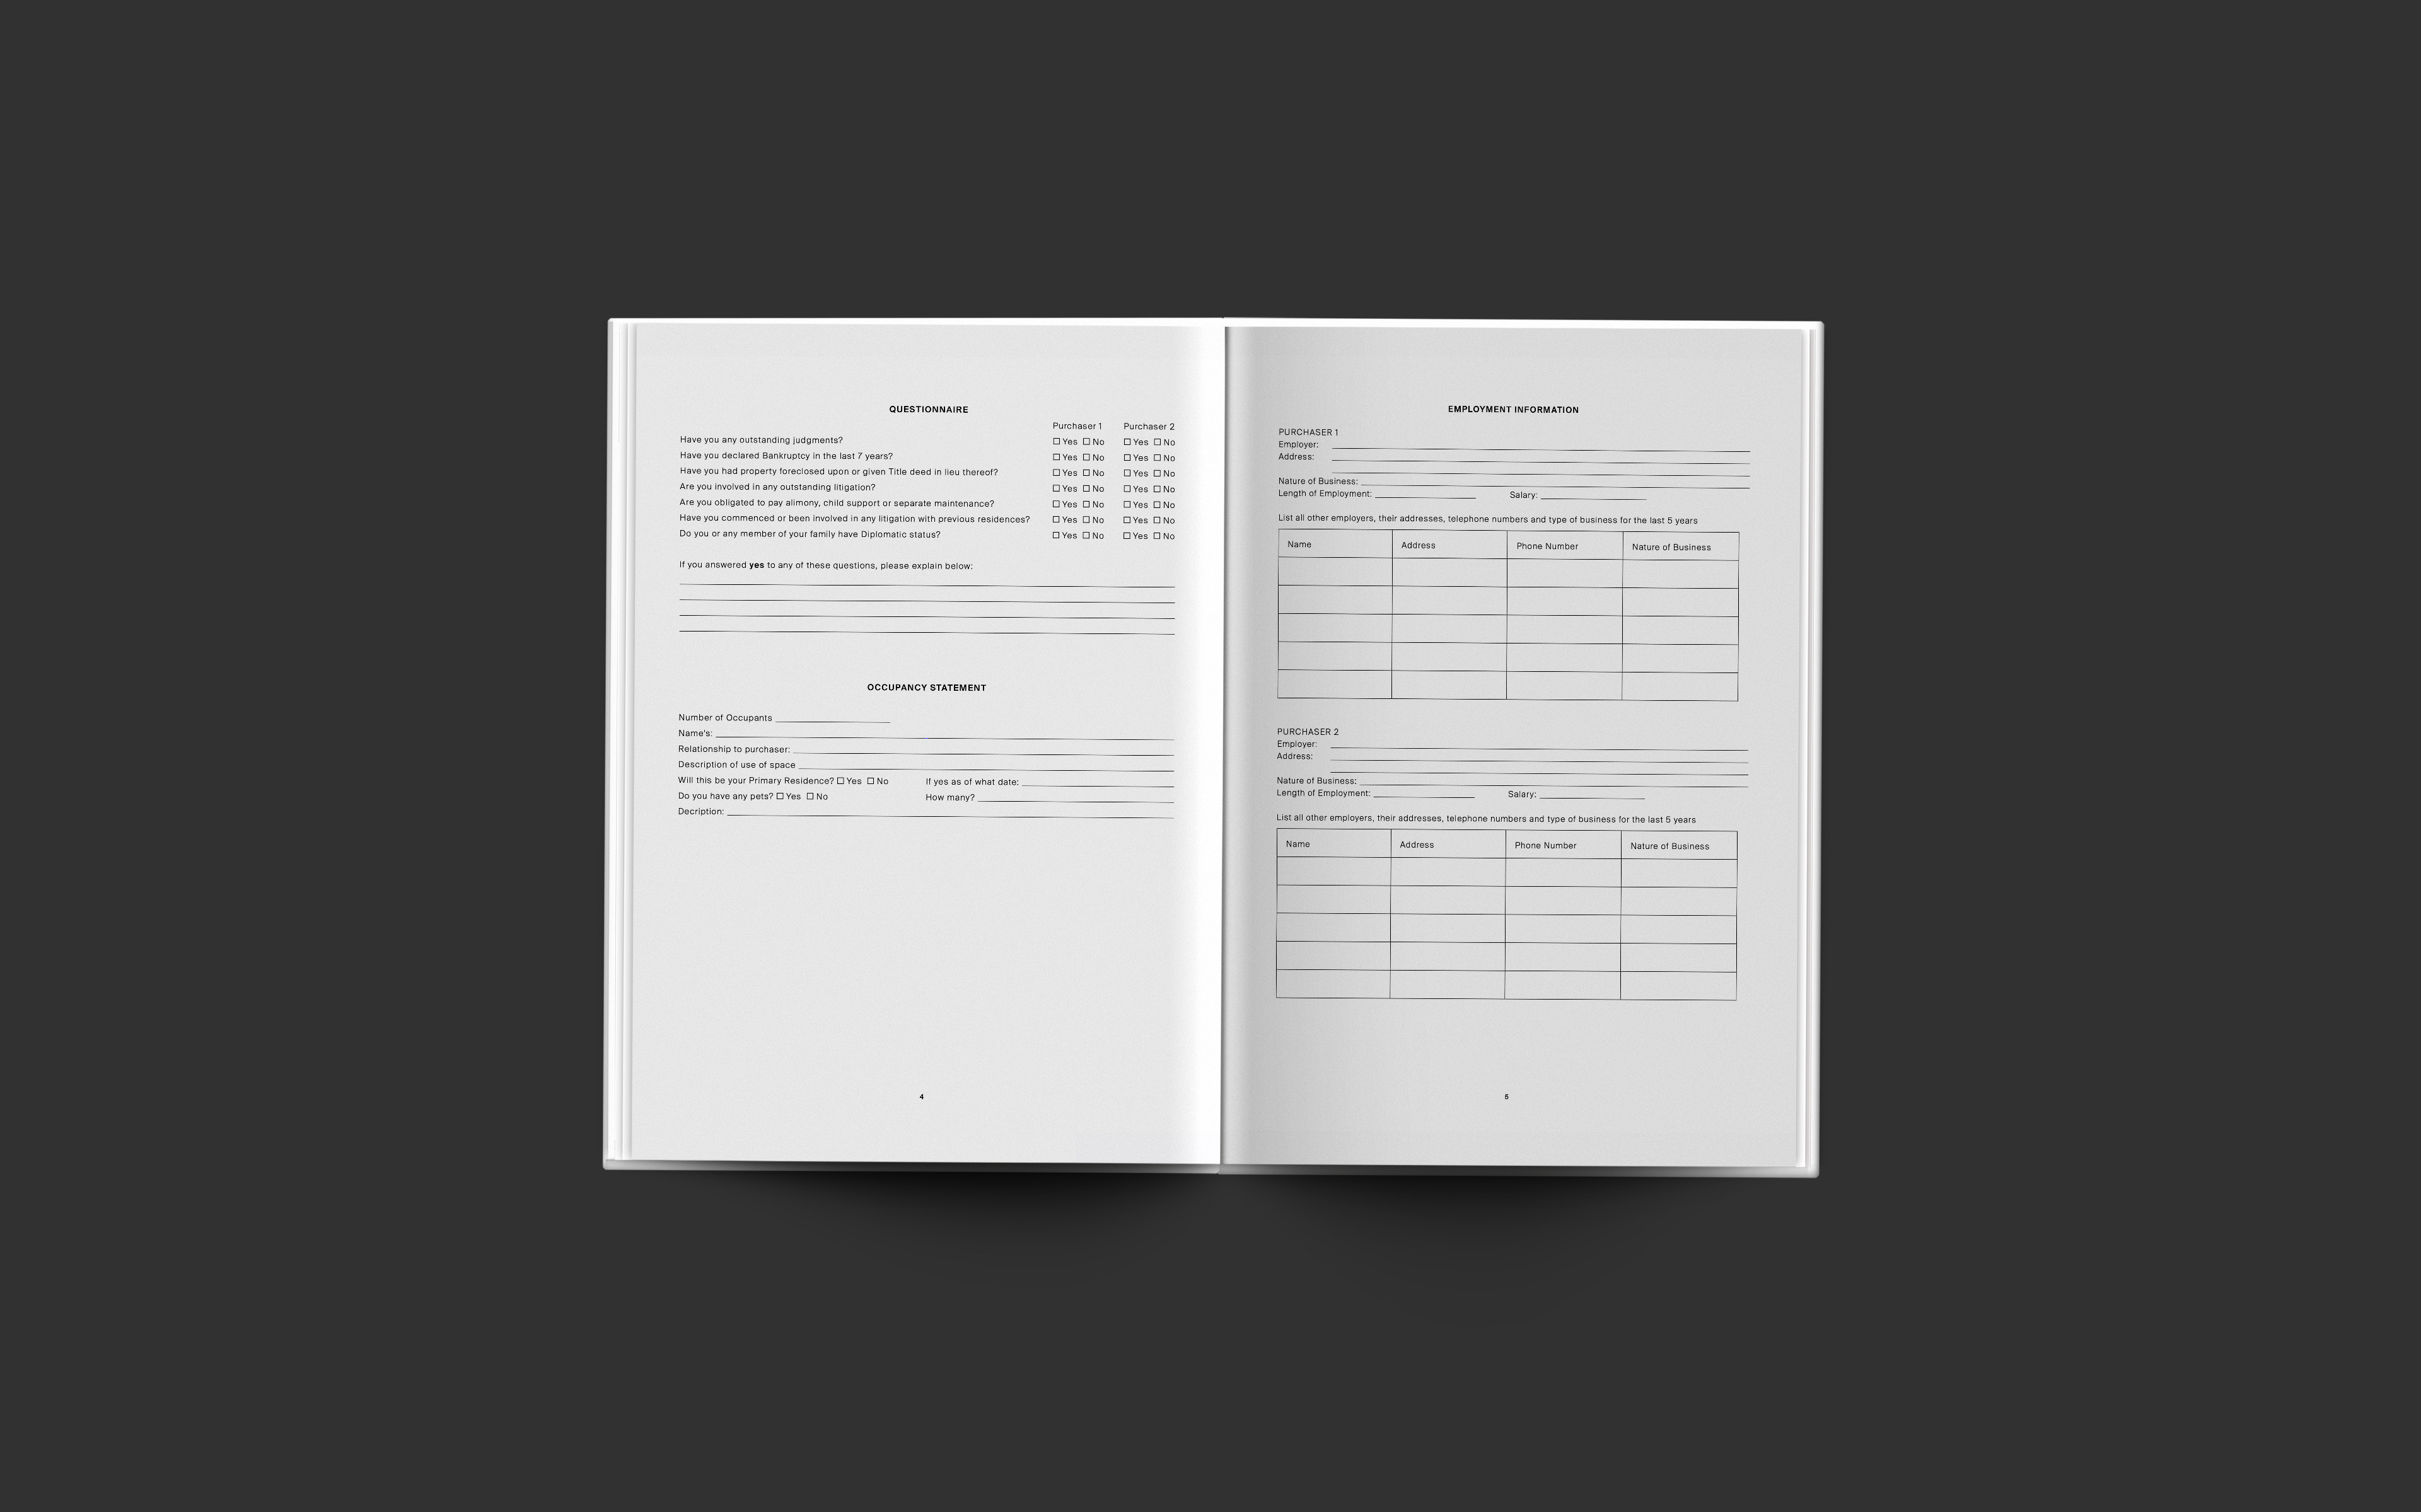 QUESTIONNAIRE
Purchaser 1 Purchaser 2
Have you any outstanding judgments? ☐ Yes ☐ No ☐ Yes ☐ No
Have you declared Bankruptcy in the last 7 years? ☐ Yes ☐ No ☐ Yes ☐ No
Have you had property foreclosed upon or given Title deed in lieu thereof? ☐ Yes ☐ No ☐ Yes ☐ No
Are you involved in any outstanding litigation? ☐ Yes ☐ No ☐ Yes ☐ No
Are you obligated to pay alimony, child support or separate maintenance? ☐ Yes ☐ No ☐ Yes ☐ No
Have you commenced or been involved in any litigation with previous residences? ☐ Yes ☐ No ☐ Yes ☐ No
Do you or any member of your family have Diplomatic status? ☐ Yes ☐ No ☐ Yes ☐ No
If you answered yes to any of these questions, please explain below:
OCCUPANCY STATEMENT
Number of Occupants
Name's:
Relationship to purchaser:
Description of use of space
Will this be your Primary Residence? ☐ Yes ☐ No If yes as of what date:
Do you have any pets? ☐ Yes ☐ No How many?
Decription:
4
EMPLOYMENT INFORMATION
PURCHASER 1
Employer:
Address:
Nature of Business:
Length of Employment: Salary:
List all other employers, their addresses, telephone numbers and type of business for the last 5 years
Name Address Phone Number Nature of Business
PURCHASER 2
Employer:
Address:
Nature of Business:
Length of Employment: Salary:
List all other employers, their addresses, telephone numbers and type of business for the last 5 years
Name Address Phone Number Nature of Business
5